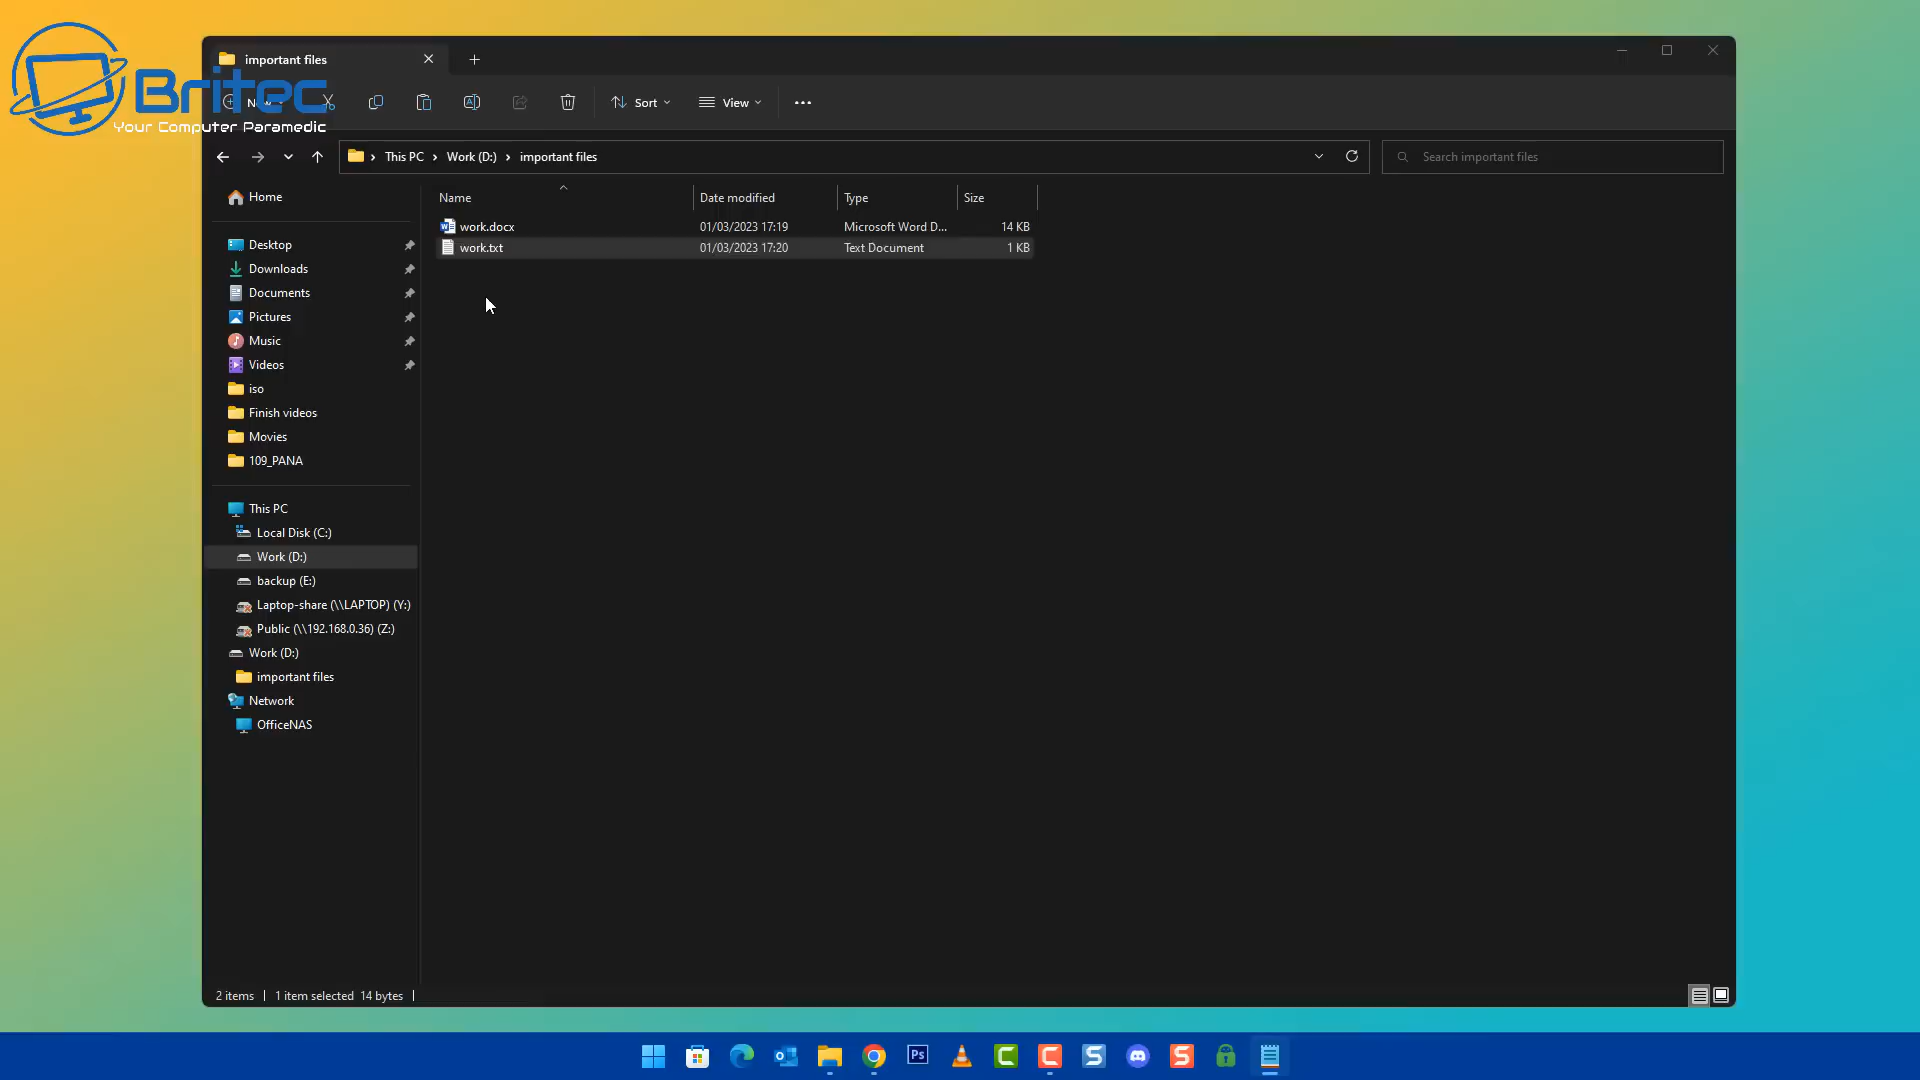 important files
Britec
Your Computer Paramedic
Sort
View
This PC
Work (D:)
important files
Search important files
Name
Date modified
Type
Size
work.docx
01/03/2023 17:19
Microsoft Word D...
14 KB
work.txt
01/03/2023 17:20
Text Document
1 KB
Home
Desktop
Downloads
Documents
Pictures
Music
Videos
iso
Finish videos
Movies
109_PANA
This PC
Local Disk (C:)
Work (D:)
backup (E:)
Laptop-share (\\LAPTOP) (Y:)
Public (\\192.168.0.36) (Z:)
Work (D:)
important files
Network
OfficeNAS
2 items
1 item selected 14 bytes
Ps